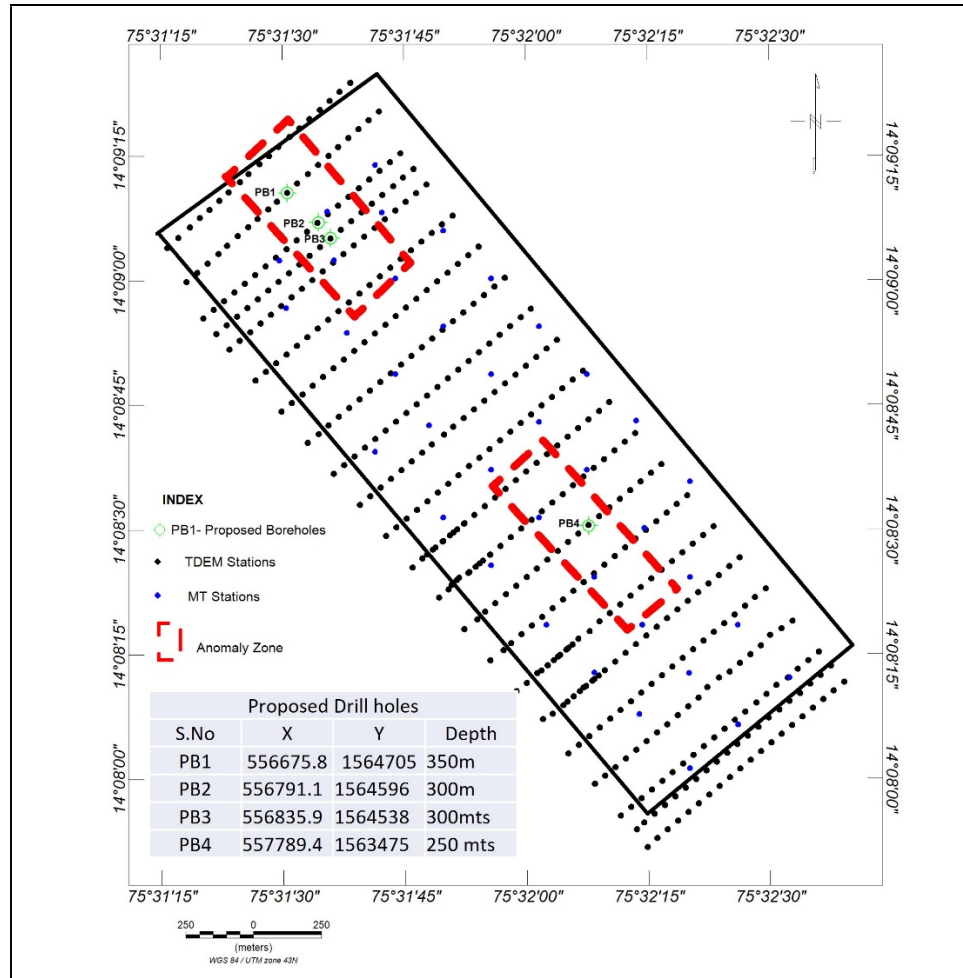 75°31'15" 75°31'30" 75°31'45" 75°32'00" 75°32'15" 75°32'30"
N
14°09'15" 14°09'15"
PB1
PB2
PB3
14°09'00" 14°09'00"
14°08'45" 14°08'45"
INDEX
PB1- Proposed Boreholes
PB4
14°08'30" 14°08'30"
TDEM Stations
MT Stations
Anomaly Zone
14°08'15" 14°08'15"
Proposed Drill holes
S.No X Y Depth
PB1 556675.8 1564705 350m
PB2 556791.1 1564596 300m
PB3 556835.9 1564538 300mts
PB4 557789.4 1563475 250 mts
14°08'00" 14°08'00"
75°31'15" 75°31'30" 75°31'45" 75°32'00" 75°32'15" 75°32'30"
250 0 250
(meters)
WGS 84 / UTM zone 43N